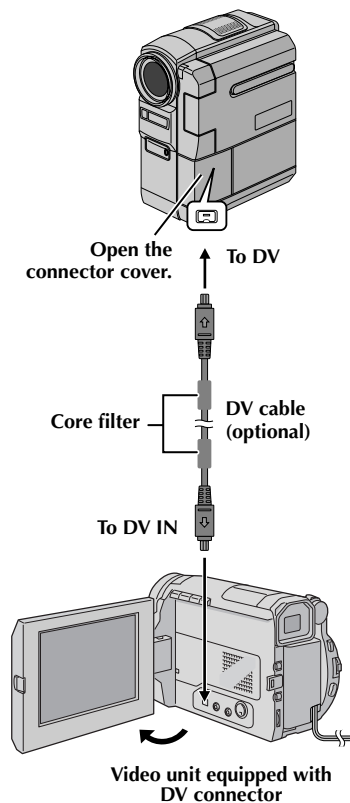 Open the
connector cover.
To DV
Core filter
DV cable
(optional)
To DV IN
Video unit equipped with
DV connector